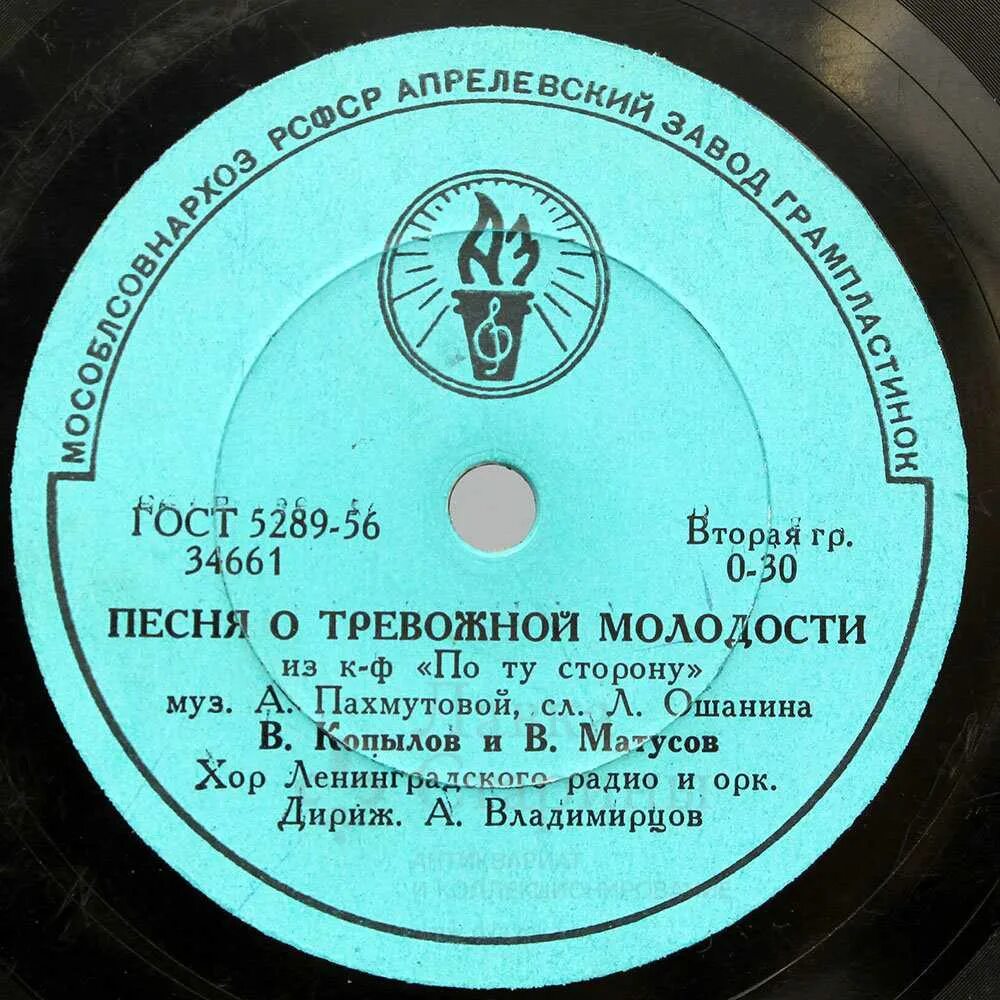 МОСОБЛСОВНАРХОЗ РСФСР АПРЕЛЕВСКИЙ ЗАВОД ГРАМПЛАСТИНОК
АЗ
ГОСТ 5289-56
34661
Вторая гр.
0-30
ПЕСНЯ О ТРЕВОЖНОЙ МОЛОДОСТИ
из к-ф «По ту сторону»
муз. А. Пахмутовой, сл. Л. Ошанина
В. Копылов и В. Матусов
Хор Ленинградского радио и орк.
Дириж. А. Владимирцов